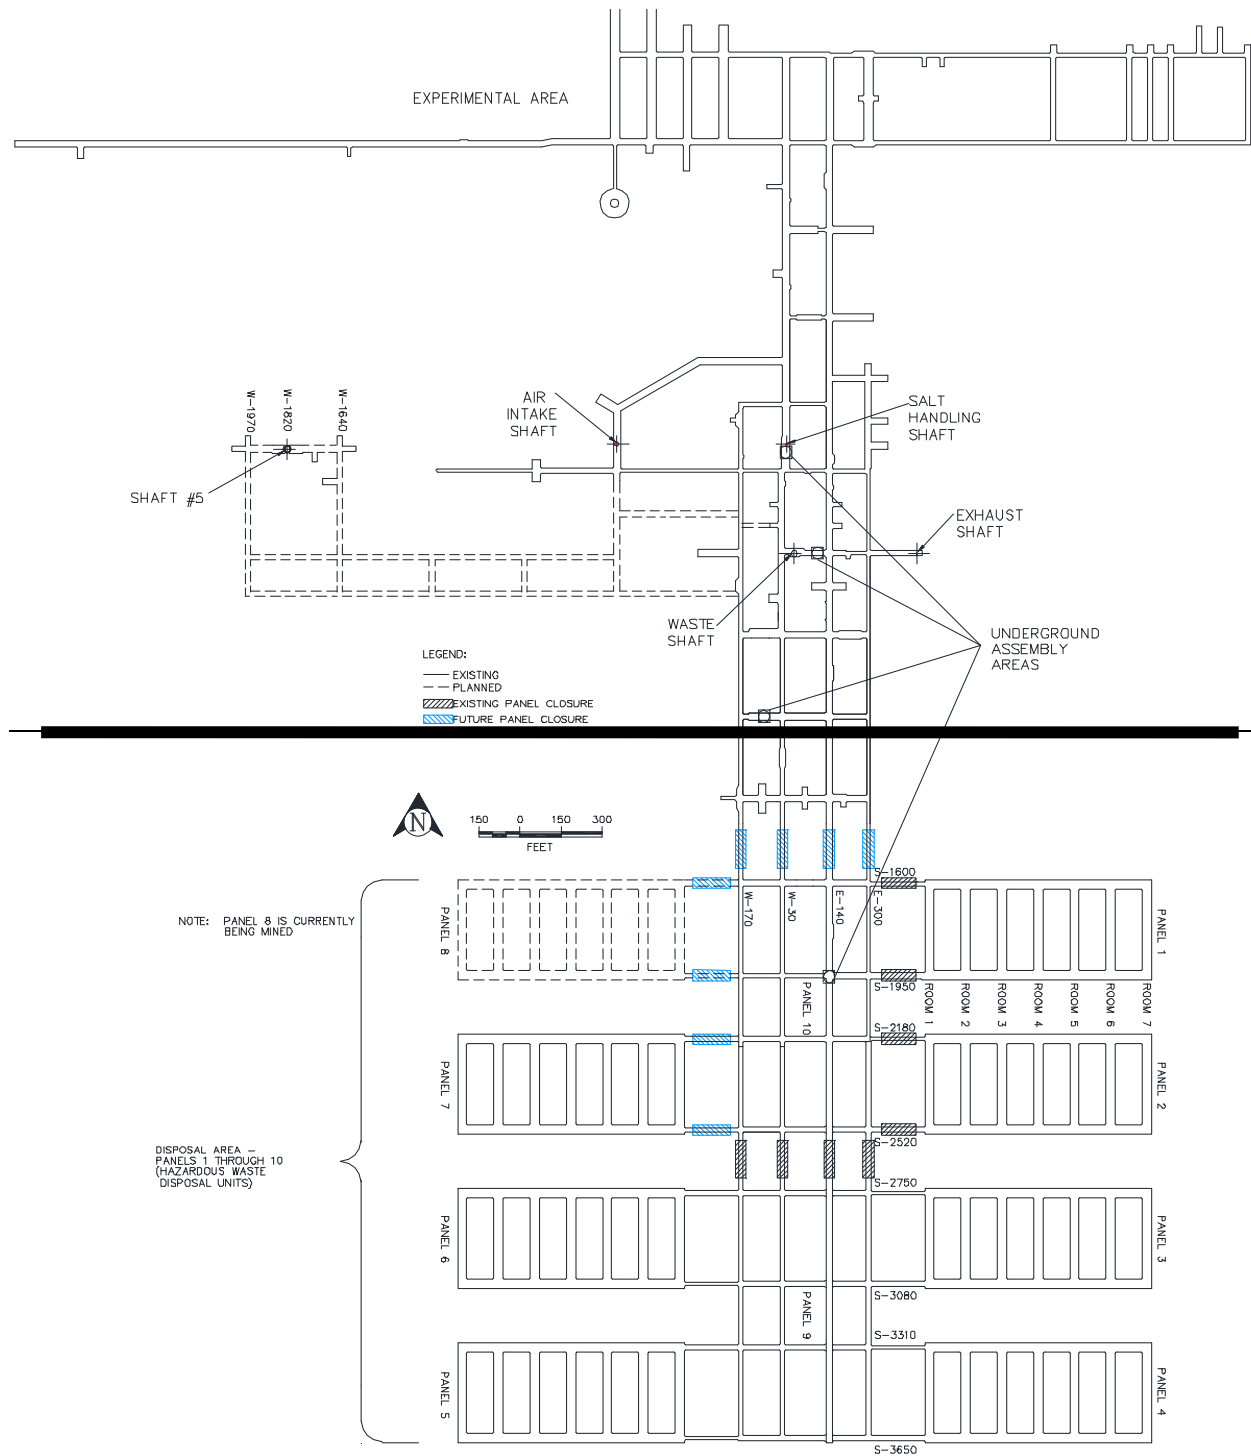 EXPERIMENTAL AREA
W-1970
W-1820
W-1640
AIR
INTAKE
SHAFT
SALT
HANDLING
SHAFT
SHAFT #5
EXHAUST
SHAFT
WASTE
SHAFT
UNDERGROUND
ASSEMBLY
AREAS
LEGEND:
EXISTING
PLANNED
EXISTING PANEL CLOSURE
FUTURE PANEL CLOSURE
N
150 0 150 300
FEET
S-1600
NOTE: PANEL 8 IS CURRENTLY
BEING MINED
PANEL 8
W-170
W-30
E-140
E-300
PANEL 1
S-1950
PANEL 10
ROOM 1
ROOM 2
ROOM 3
ROOM 4
ROOM 5
ROOM 6
ROOM 7
S-2180
PANEL 7
PANEL 2
S-2520
DISPOSAL AREA -
PANELS 1 THROUGH 10
(HAZARDOUS WASTE
DISPOSAL UNITS)
S-2750
PANEL 6
PANEL 3
S-3080
PANEL 9
S-3310
PANEL 5
PANEL 4
S-3650